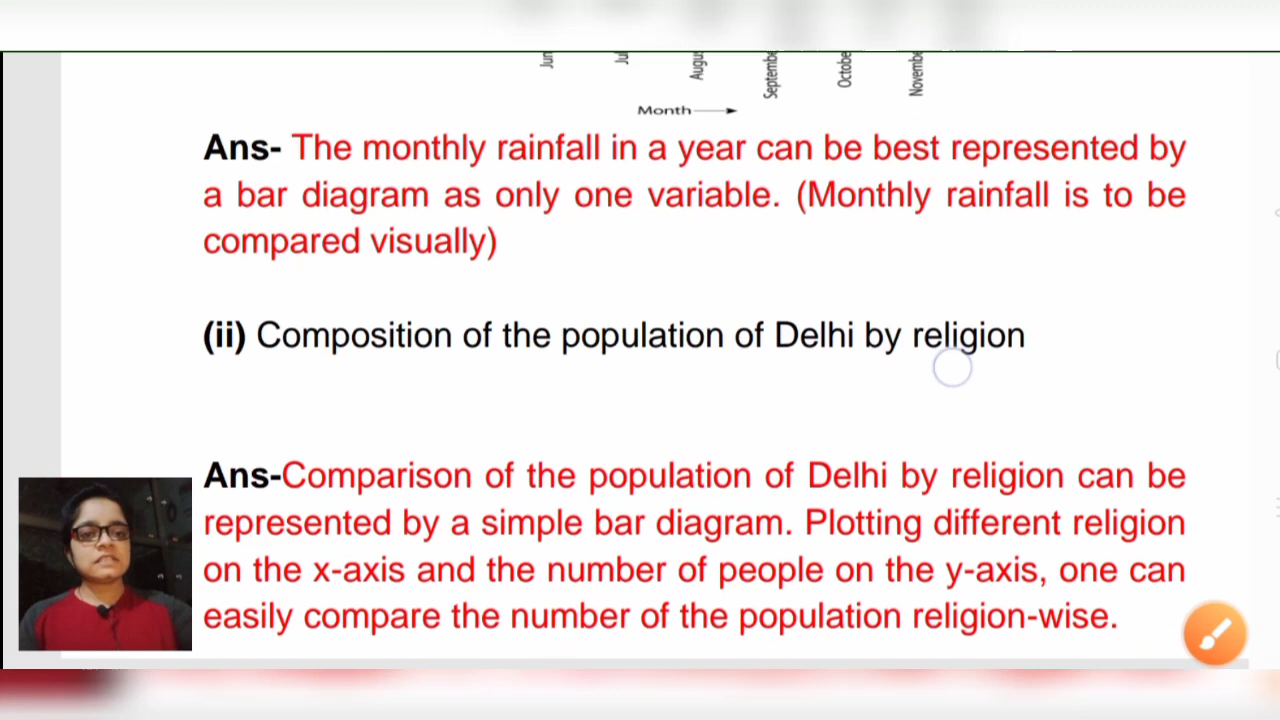 Month
Ans- The monthly rainfall in a year can be best represented by
a bar diagram as only one variable. (Monthly rainfall is to be
compared visually)
(ii) Composition of the population of Delhi by religion
Ans-Comparison of the population of Delhi by religion can be
represented by a simple bar diagram. Plotting different religion
on the x-axis and the number of people on the y-axis, one can
easily compare the number of the population religion-wise.